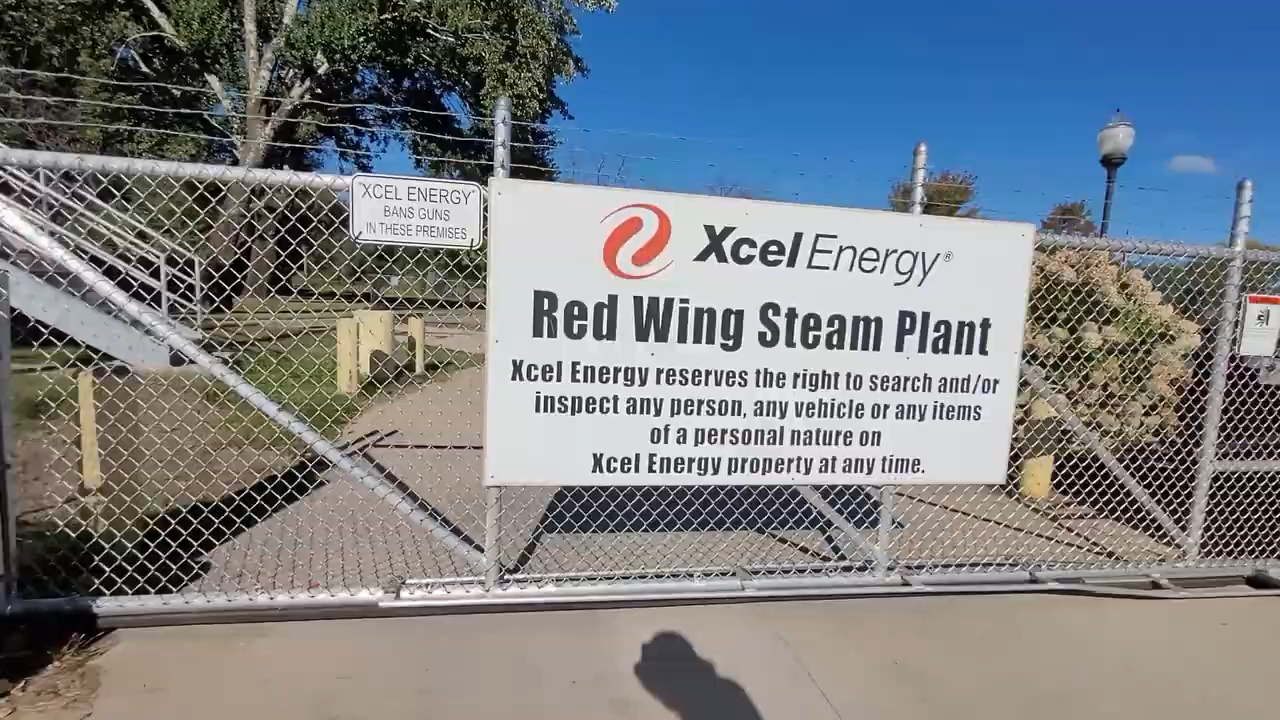 "XCEL ENERGY"
BANS GUNS
IN THESE PREMISES
Xcel Energy®
Red Wing Steam Plant
Xcel Energy reserves the right to search and/or
inspect any person, any vehicle or any items
of a personal nature on
Xcel Energy property at any time.